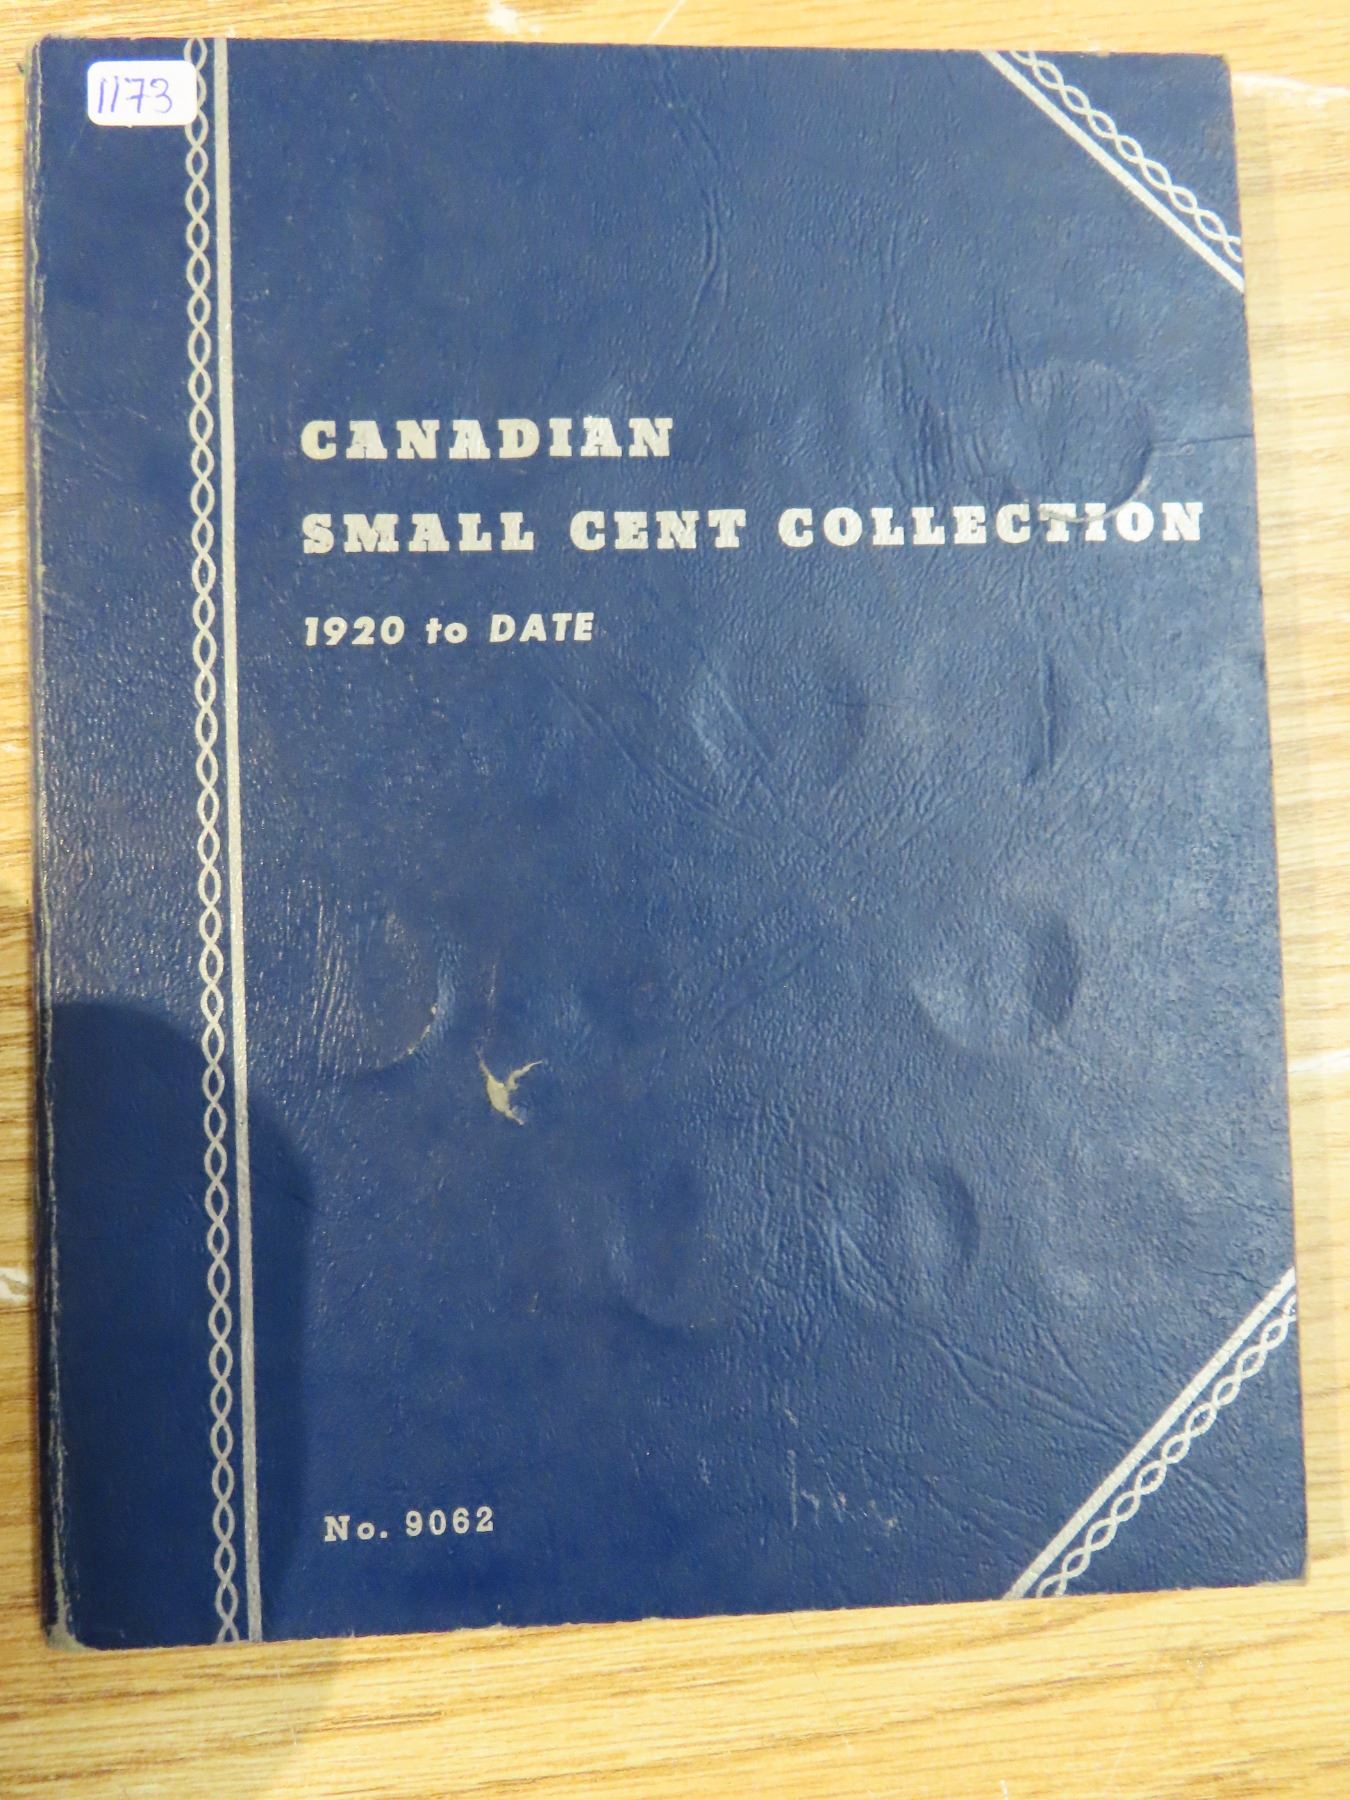 1173
CANADIAN
SMALL CENT COLLECTION
1920 to DATE
No. 9062